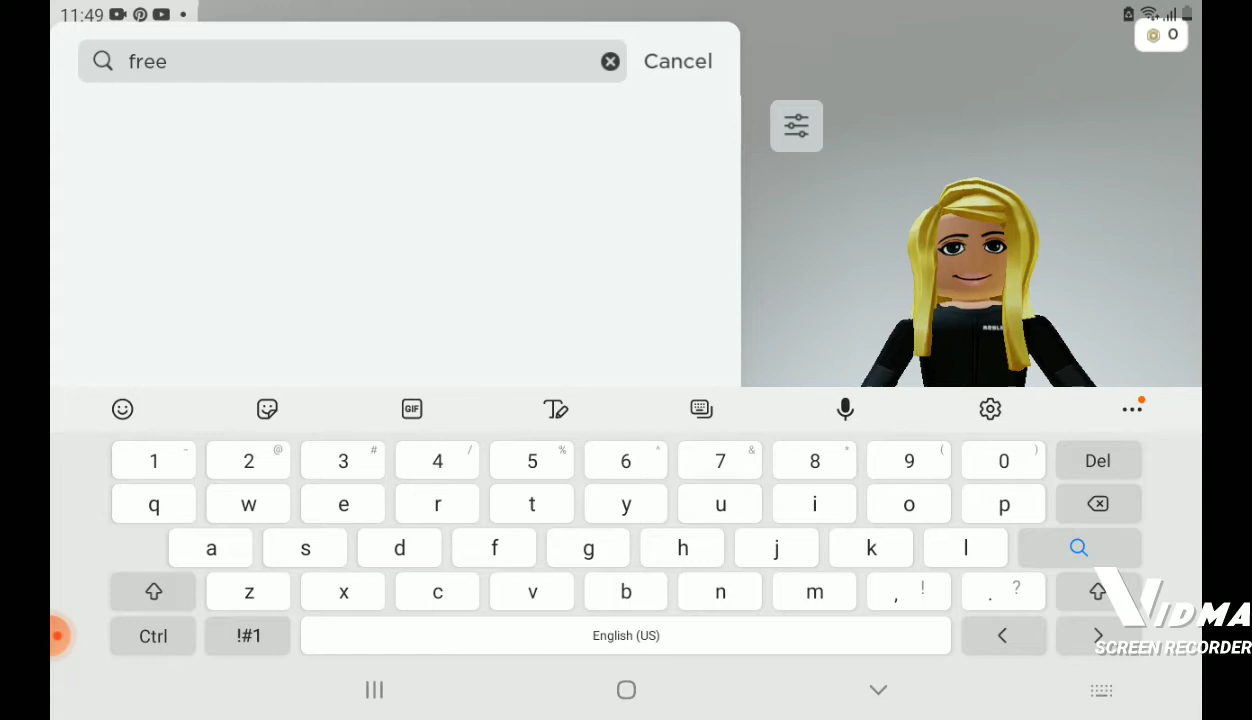 11:49
0
free
Cancel
GIF
1 - 2 @ 3 # 4 / 5 % 6 ^ 7 & 8 * 9 ( 0 ) Del
q w e r t y u i o p
a s d f g h j k l
z x c v b n m , ! . ?
Ctrl !#1 English (US) < >
VIDMA
SCREEN RECORDER